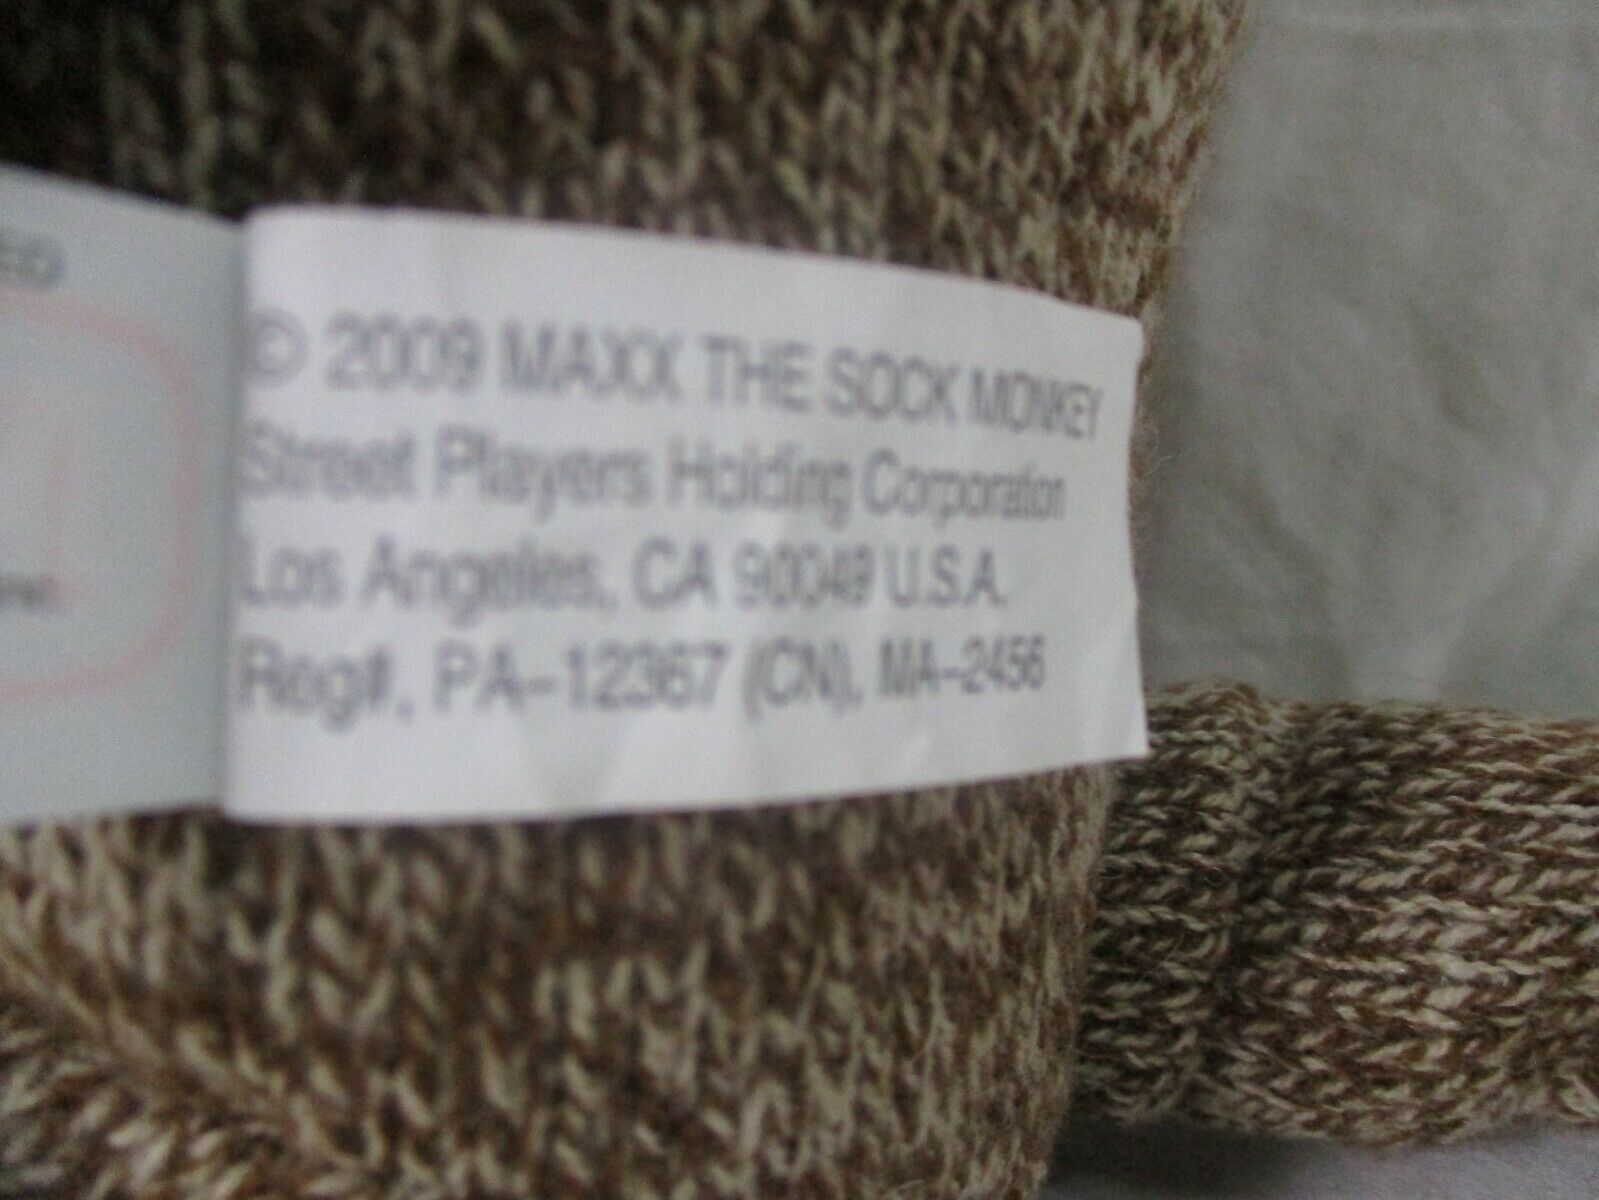 © 2009 MAXX THE SOCK MONKEY
Street Players Holding Corporation
Los Angeles, CA 90049 U.S.A.
Reg#, PA-12367 (CN), MA-2456